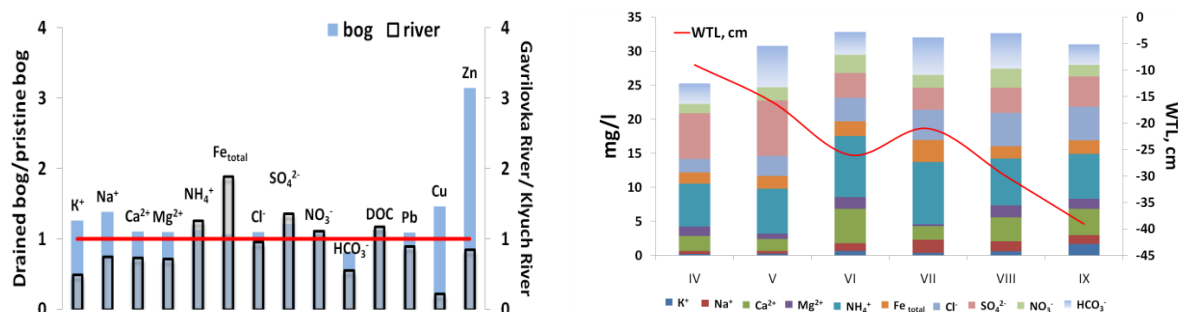 Drained bog/pristine bog
4
3
2
1
0
bog
river
K⁺
Na⁺
Ca²⁺
Mg²⁺
NH₄⁺
Fe total
Cl⁻
SO₄²⁻
NO₃⁻
HCO₃⁻
DOC
Pb
Cu
Zn
4
3
2
1
0
Gavrilovka River/ Klyuch River
mg/l
35
30
25
20
15
10
5
0
WTL, cm
IV
V
VI
VII
VIII
IX
0
-5
-10
-15
-20
-25
-30
-35
-40
-45
WTL, cm
K⁺ Na⁺ Ca²⁺ Mg²⁺ NH₄⁺ Fe total Cl⁻ SO₄²⁻ NO₃⁻ HCO₃⁻